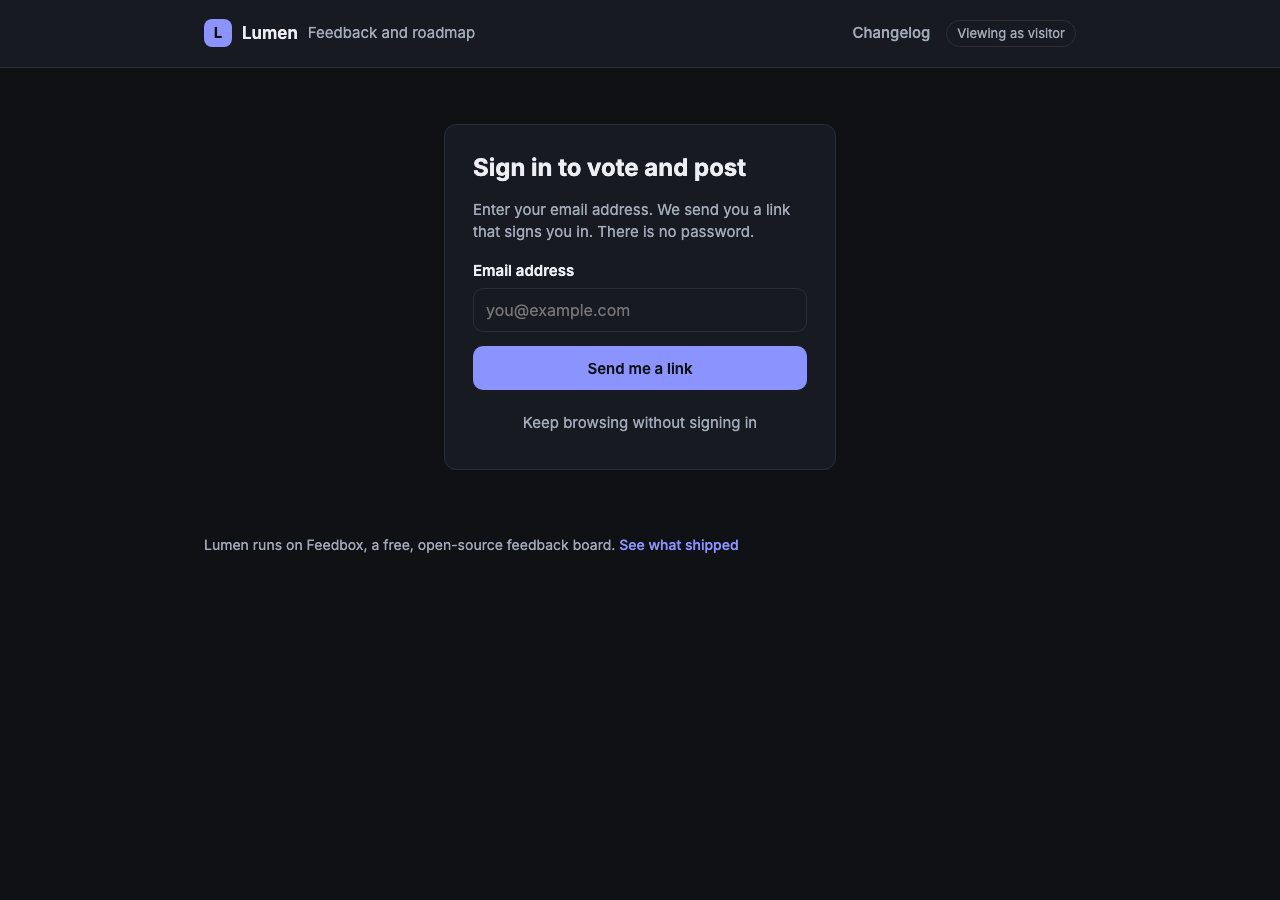 L Lumen Feedback and roadmap Changelog Viewing as visitor
Sign in to vote and post
Enter your email address. We send you a link
that signs you in. There is no password.
Email address
you@example.com
Send me a link
Keep browsing without signing in
Lumen runs on Feedbox, a free, open-source feedback board. See what shipped